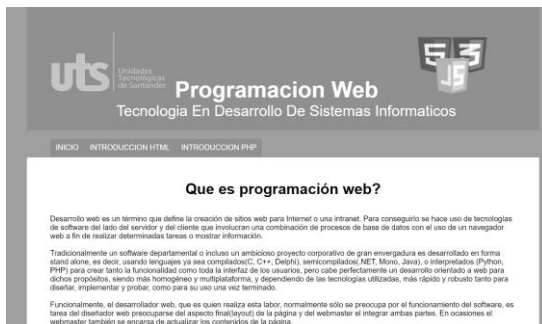 uts
Unidades
Tecnológicas
de Santander
Programacion Web
5 3
JS
Tecnologia En Desarrollo De Sistemas Informaticos
INICIO INTRODUCCION HTML INTRODUCCION PHP
Que es programación web?
Desarrollo web es un término que define la creación de sitios web para Internet o una intranet. Para conseguirlo se hace uso de tecnologías
de software del lado del servidor y del cliente que involucran una combinación de procesos de base de datos con el uso de un navegador
web a fin de realizar determinadas tareas o mostrar información.
Tradicionalmente un software departamental o incluso un ambicioso proyecto corporativo de gran envergadura es desarrollado en forma
stand alone, es decir, usando lenguajes ya sea compilados(C, C++, Delphi), semicompilados(.NET, Mono, Java), o interpretados (Python,
PHP) para crear tanto la funcionalidad como toda la interfaz de los usuarios, pero cabe perfectamente un desarrollo orientado a web para
dichos propósitos, siendo más homogéneo y multiplataforma, y dependiendo de las tecnologías utilizadas, más rápido y robusto tanto para
diseñar, implementar y probar, como para su uso una vez terminado.
Funcionalmente, el desarrollador web, que es quien realiza esta labor, normalmente sólo se preocupa por el funcionamiento del software, es
tarea del diseñador web preocuparse del aspecto final(layout) de la página y del webmaster el integrar ambas partes. En ocasiones el
webmaster también se encarga de actualizar los contenidos de la página.